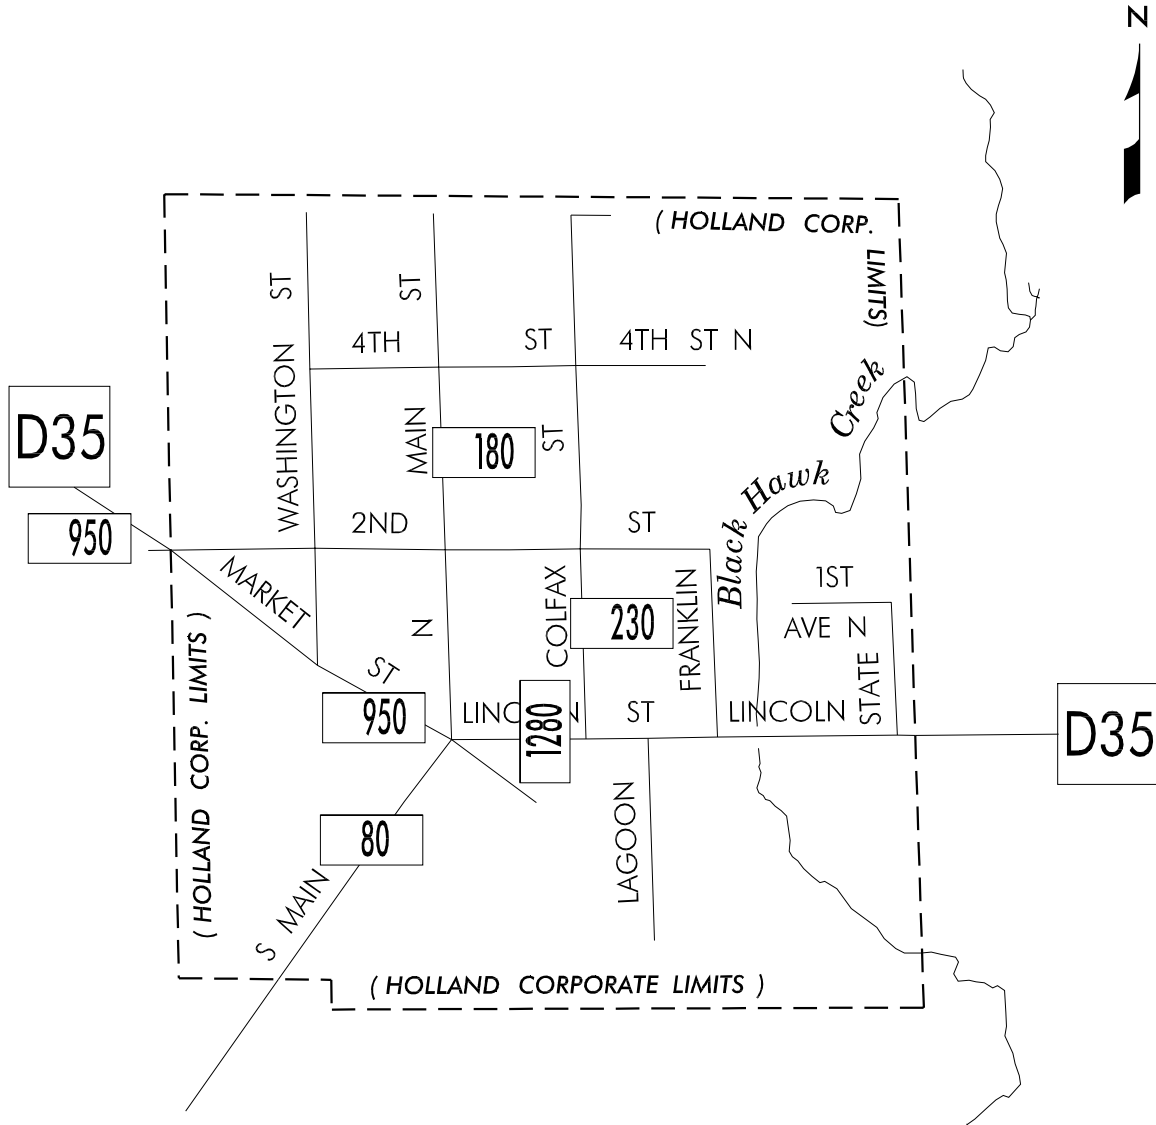 N
( HOLLAND CORP.
LIMITS)
WASHINGTON ST
MAIN ST
4TH ST
4TH ST N
Black Hawk Creek
D35
180
ST
950
2ND ST
MARKET ST
N
COLFAX
230
FRANKLIN
1ST
AVE N
STATE
( HOLLAND CORP. LIMITS )
950
LINCOLN ST
1280
LINCOLN
D35
80
LAGOON
S MAIN
( HOLLAND CORPORATE LIMITS )